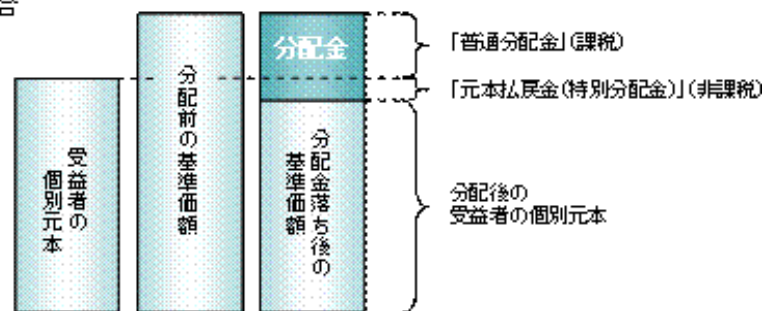 分配金
「普通分配金」(課税)
「元本払戻金(特別分配金)」(非課税)
受益者の
個別元本
分配前の基準価額
分配金落ち後の
基準価額
分配後の
受益者の個別元本